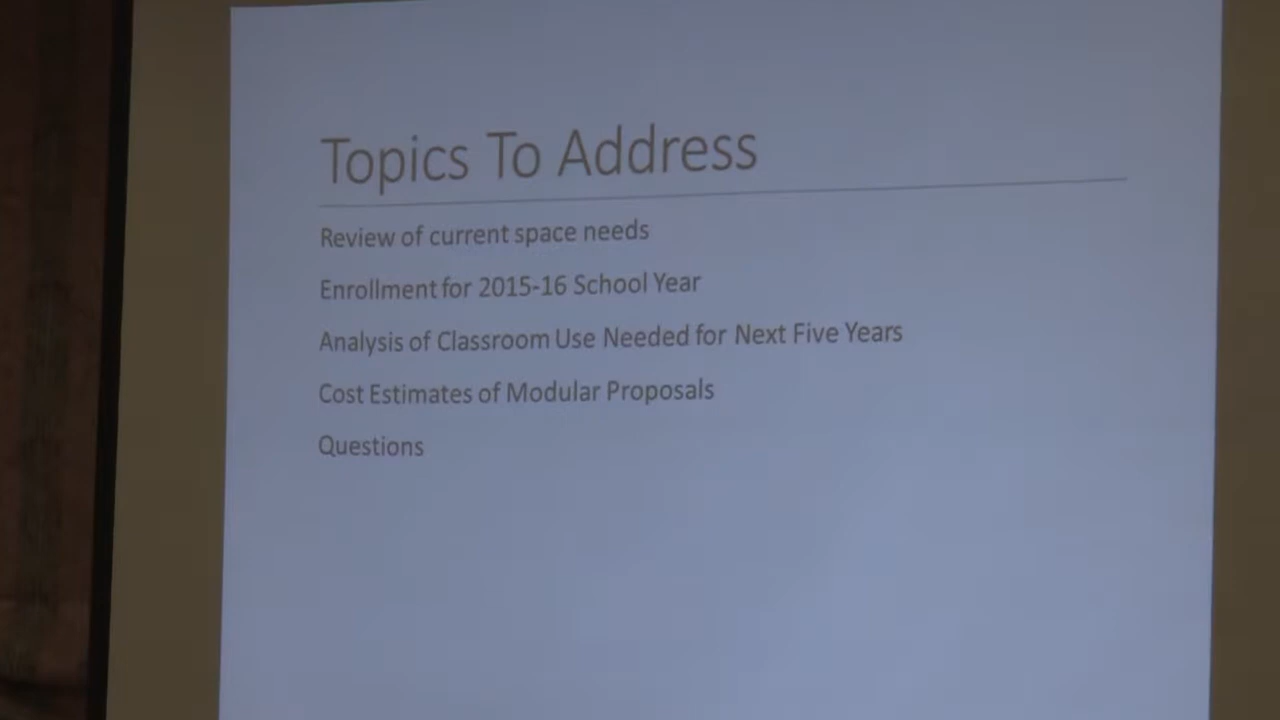 Topics To Address
Review of current space needs
Enrollment for 2015-16 School Year
Analysis of Classroom Use Needed for Next Five Years
Cost Estimates of Modular Proposals
Questions